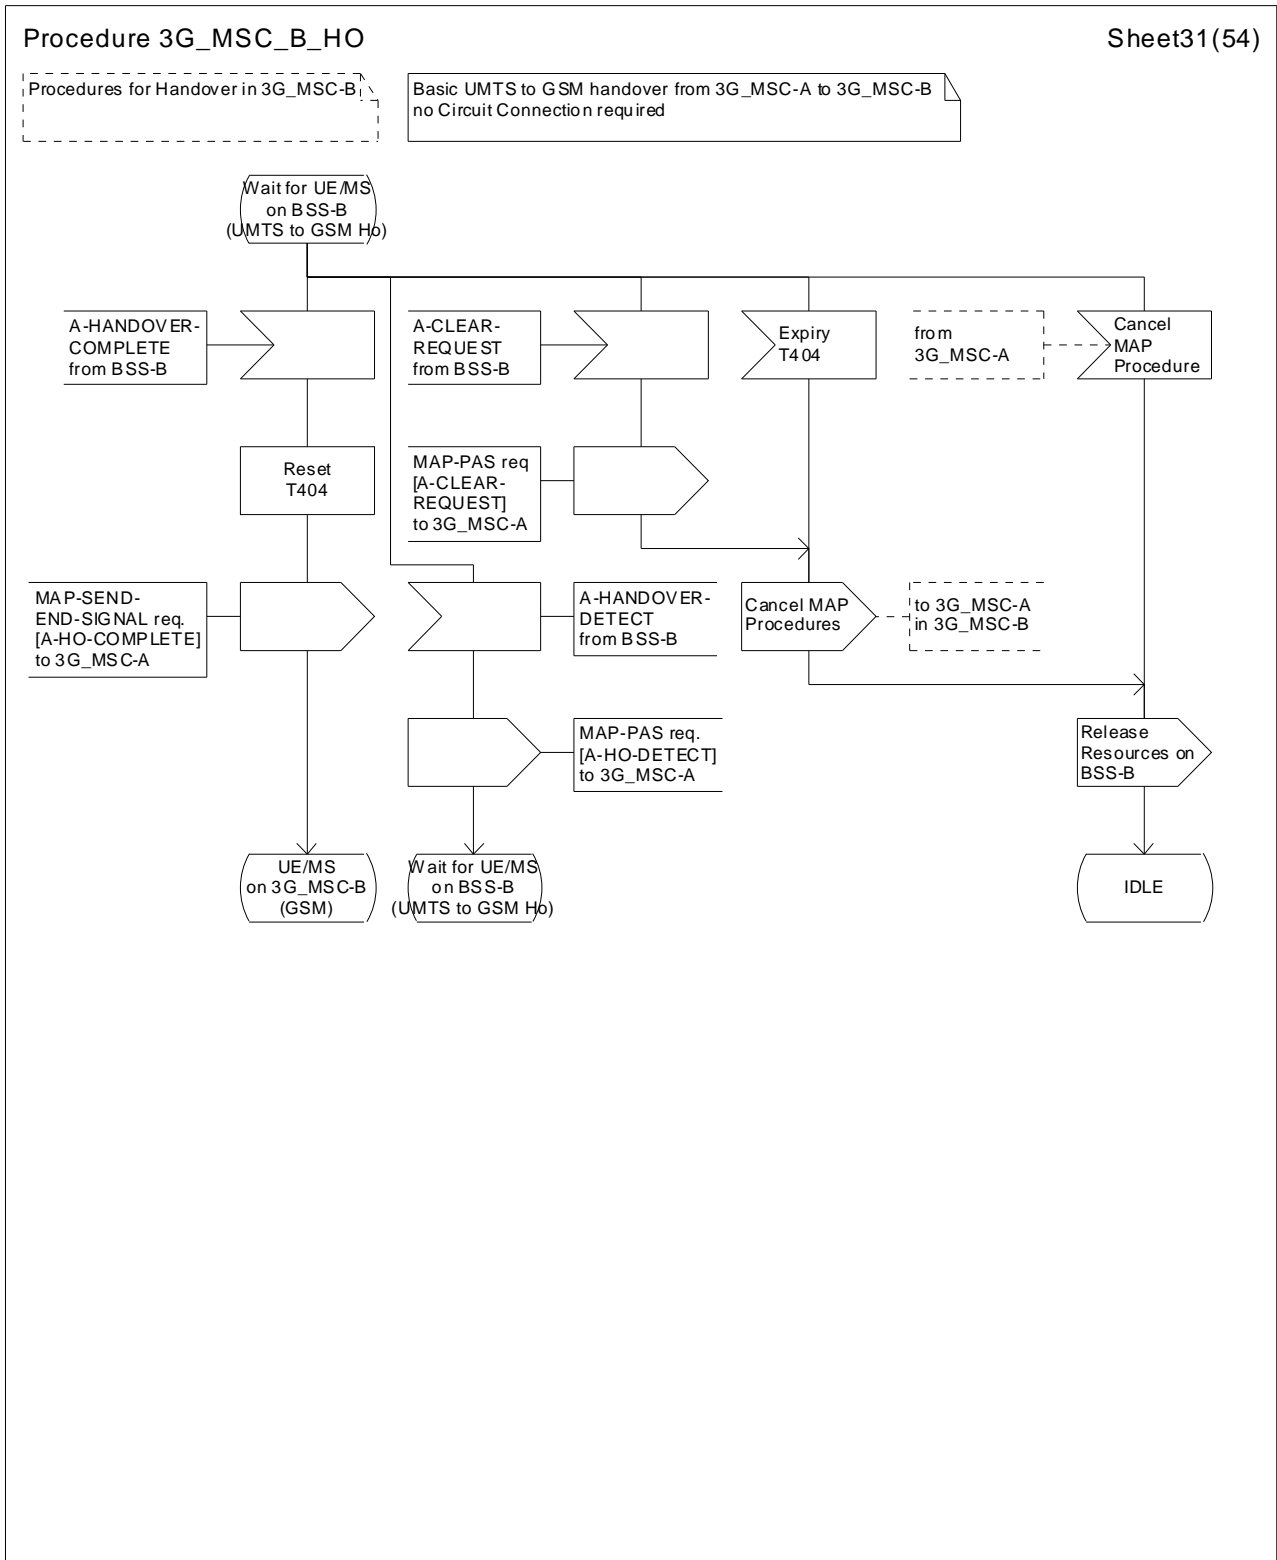 Procedure 3G_MSC_B_HO
Sheet31(54)
Procedures for Handover in 3G_MSC-B
Basic UMTS to GSM handover from 3G_MSC-A to 3G_MSC-B
no Circuit Connection required
Wait for UE/MS
on BSS-B
(UMTS to GSM Ho)
A-HANDOVER-
COMPLETE
from BSS-B
A-CLEAR-
REQUEST
from BSS-B
Expiry
T404
from
3G_MSC-A
Cancel
MAP
Procedure
Reset
T404
MAP-PAS req
[A-CLEAR-
REQUEST]
to 3G_MSC-A
MAP-SEND-
END-SIGNAL req.
[A-HO-COMPLETE]
to 3G_MSC-A
A-HANDOVER-
DETECT
from BSS-B
Cancel MAP
Procedures
to 3G_MSC-A
in 3G_MSC-B
MAP-PAS req.
[A-HO-DETECT]
to 3G_MSC-A
Release
Resources on
BSS-B
UE/MS
on 3G_MSC-B
(GSM)
Wait for UE/MS
on BSS-B
(UMTS to GSM Ho)
IDLE